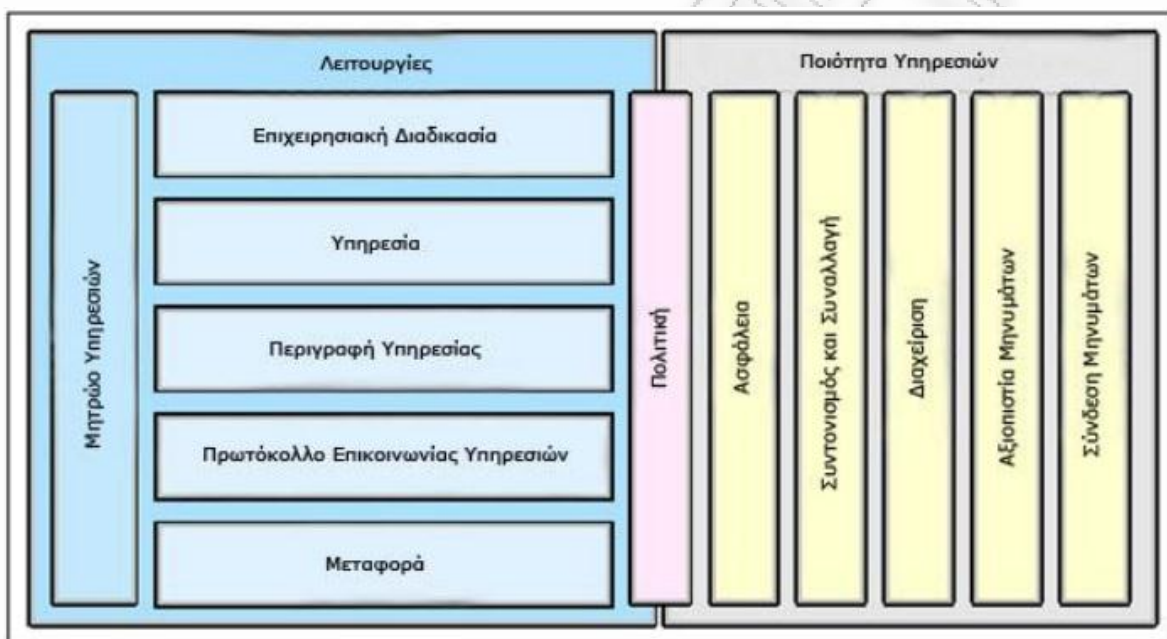 Λειτουργίες
Μητρώο Υπηρεσιών
Επιχειρησιακή Διαδικασία
Υπηρεσία
Περιγραφή Υπηρεσίας
Πρωτόκολλο Επικοινωνίας Υπηρεσιών
Μεταφορά
Πολιτική
Ποιότητα Υπηρεσιών
Ασφάλεια
Συντονισμός και Συναλλαγή
Διαχείριση
Αξιοπιστία Μηνυμάτων
Σύνδεση Μηνυμάτων